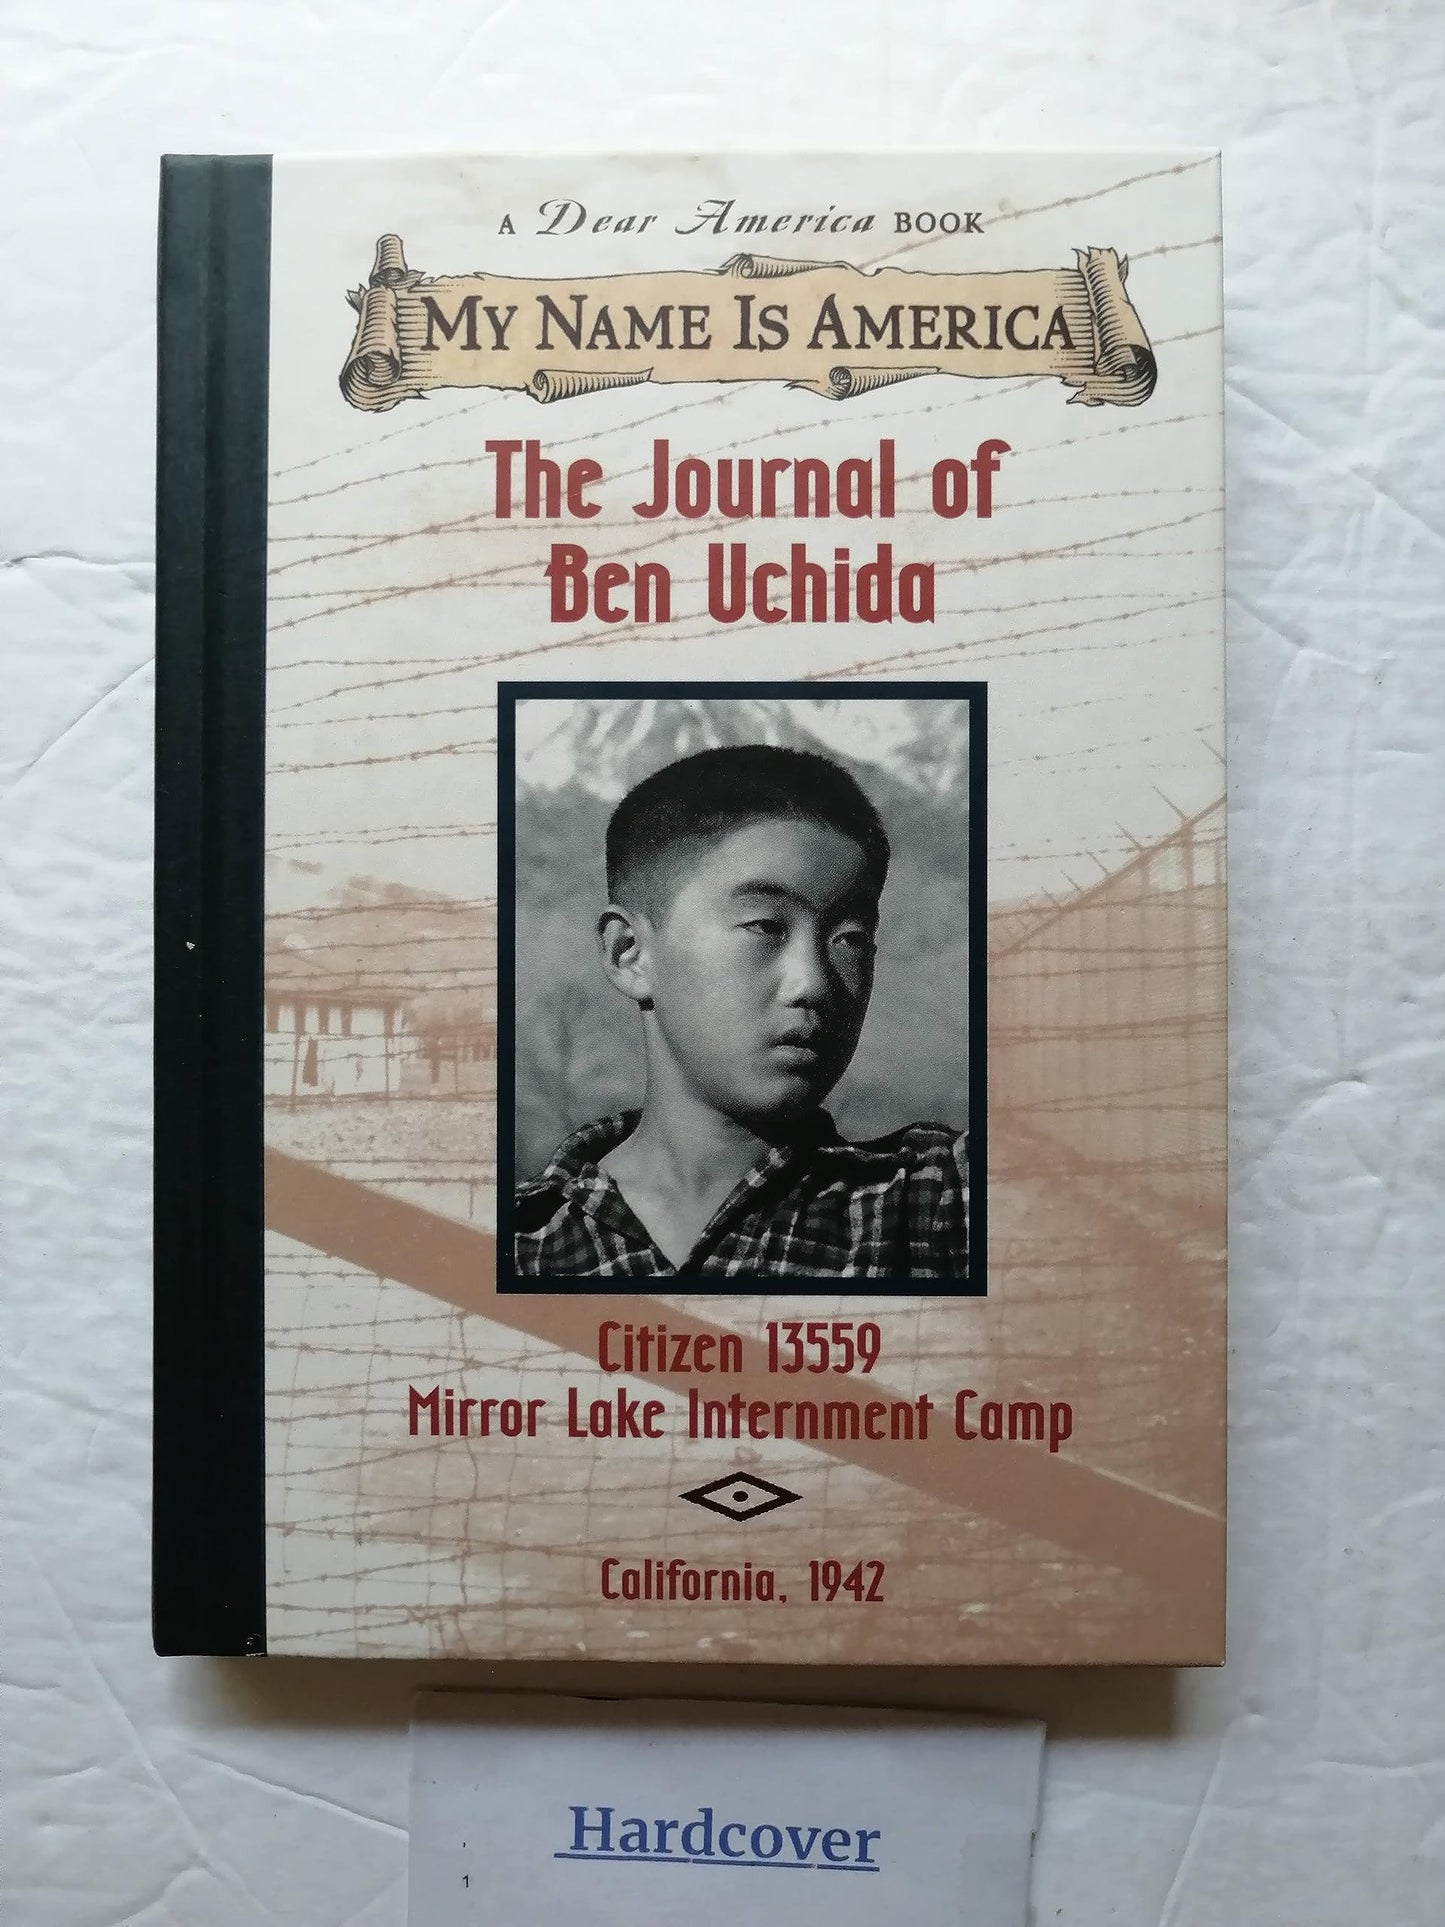 A Dear America BOOK
MY NAME IS AMERICA
The Journal of
Ben Uchida
Citizen 13559
Mirror Lake Internment Camp
California, 1942
Hardcover
1